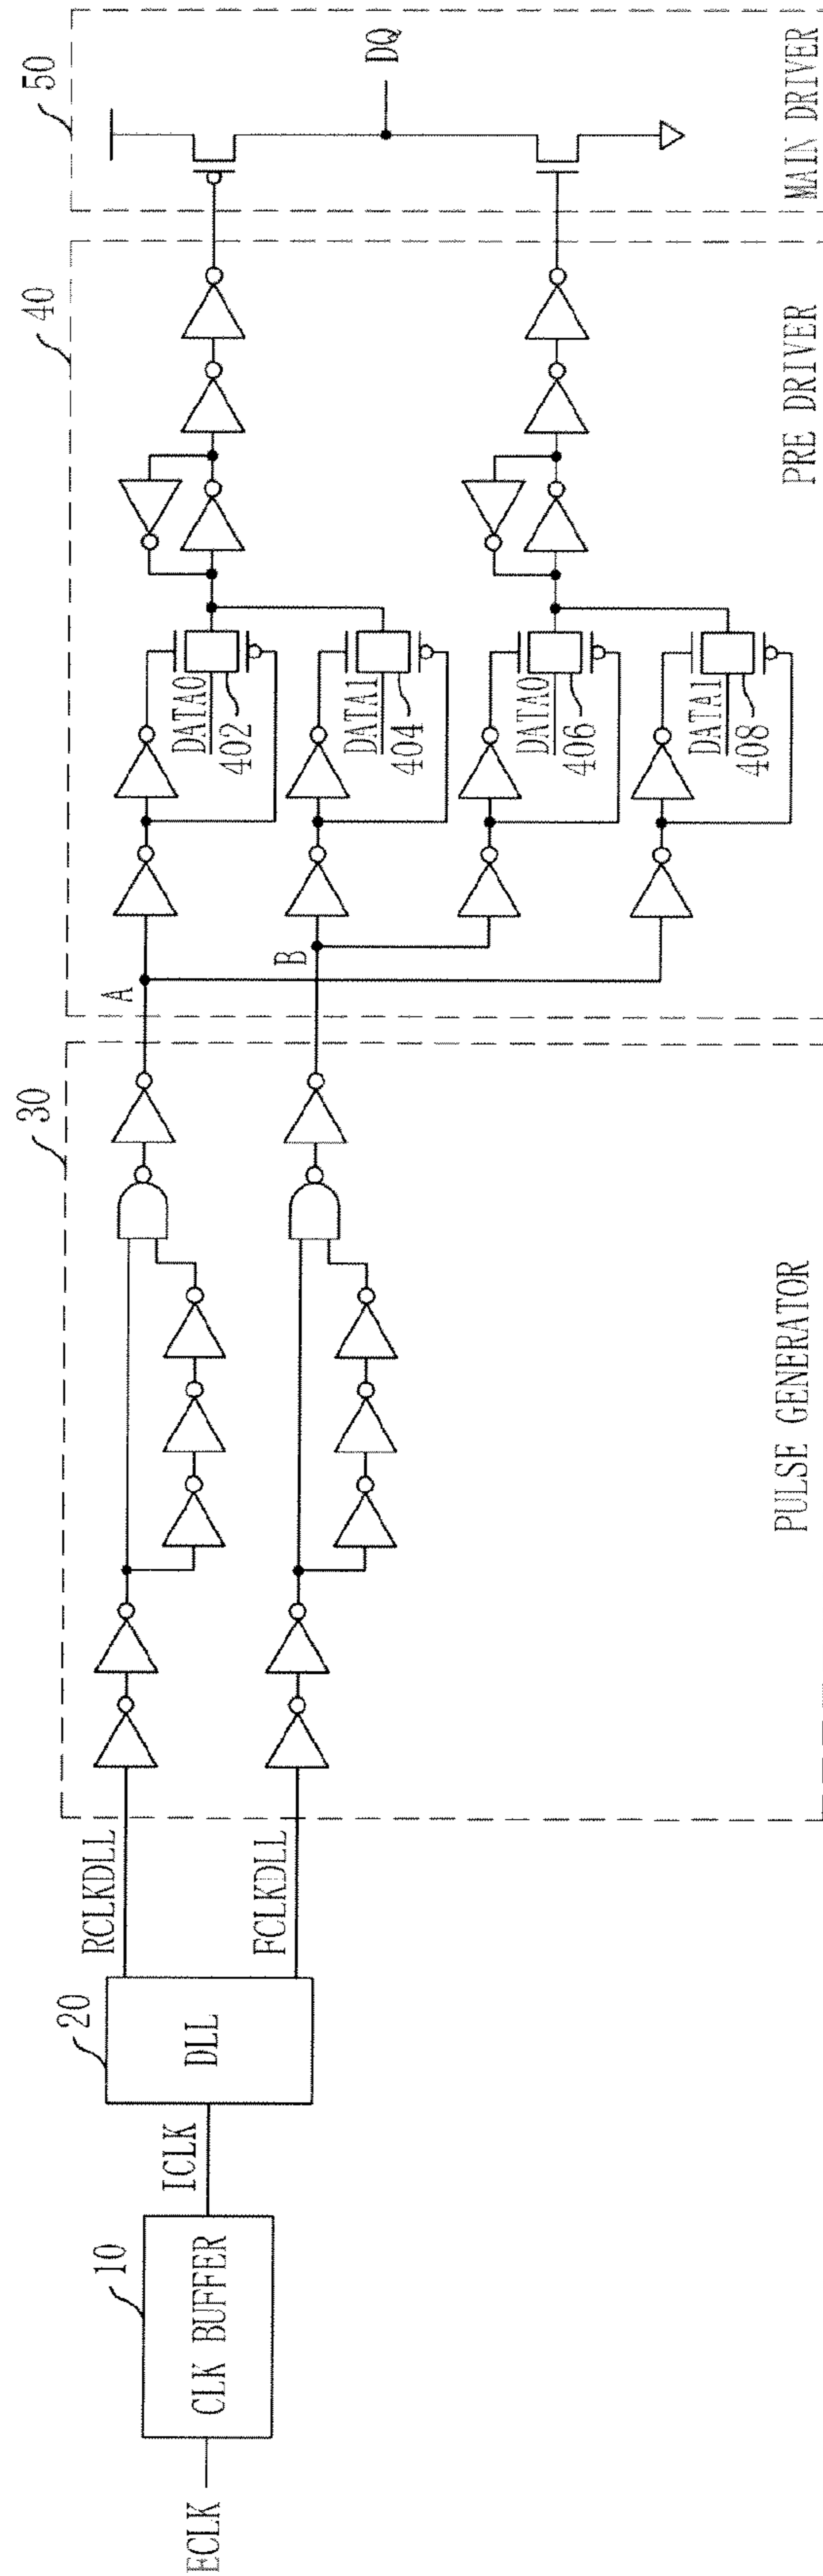 ECLK
10
CLK BUFFER
ICLK
20
DLL
RCLKDLL
FCLKDLL
30
PULSE GENERATOR
40
A
B
DATA0
402
DATA1
404
DATA0
406
DATA1
408
PRE DRIVER
50
DQ
MAIN DRIVER